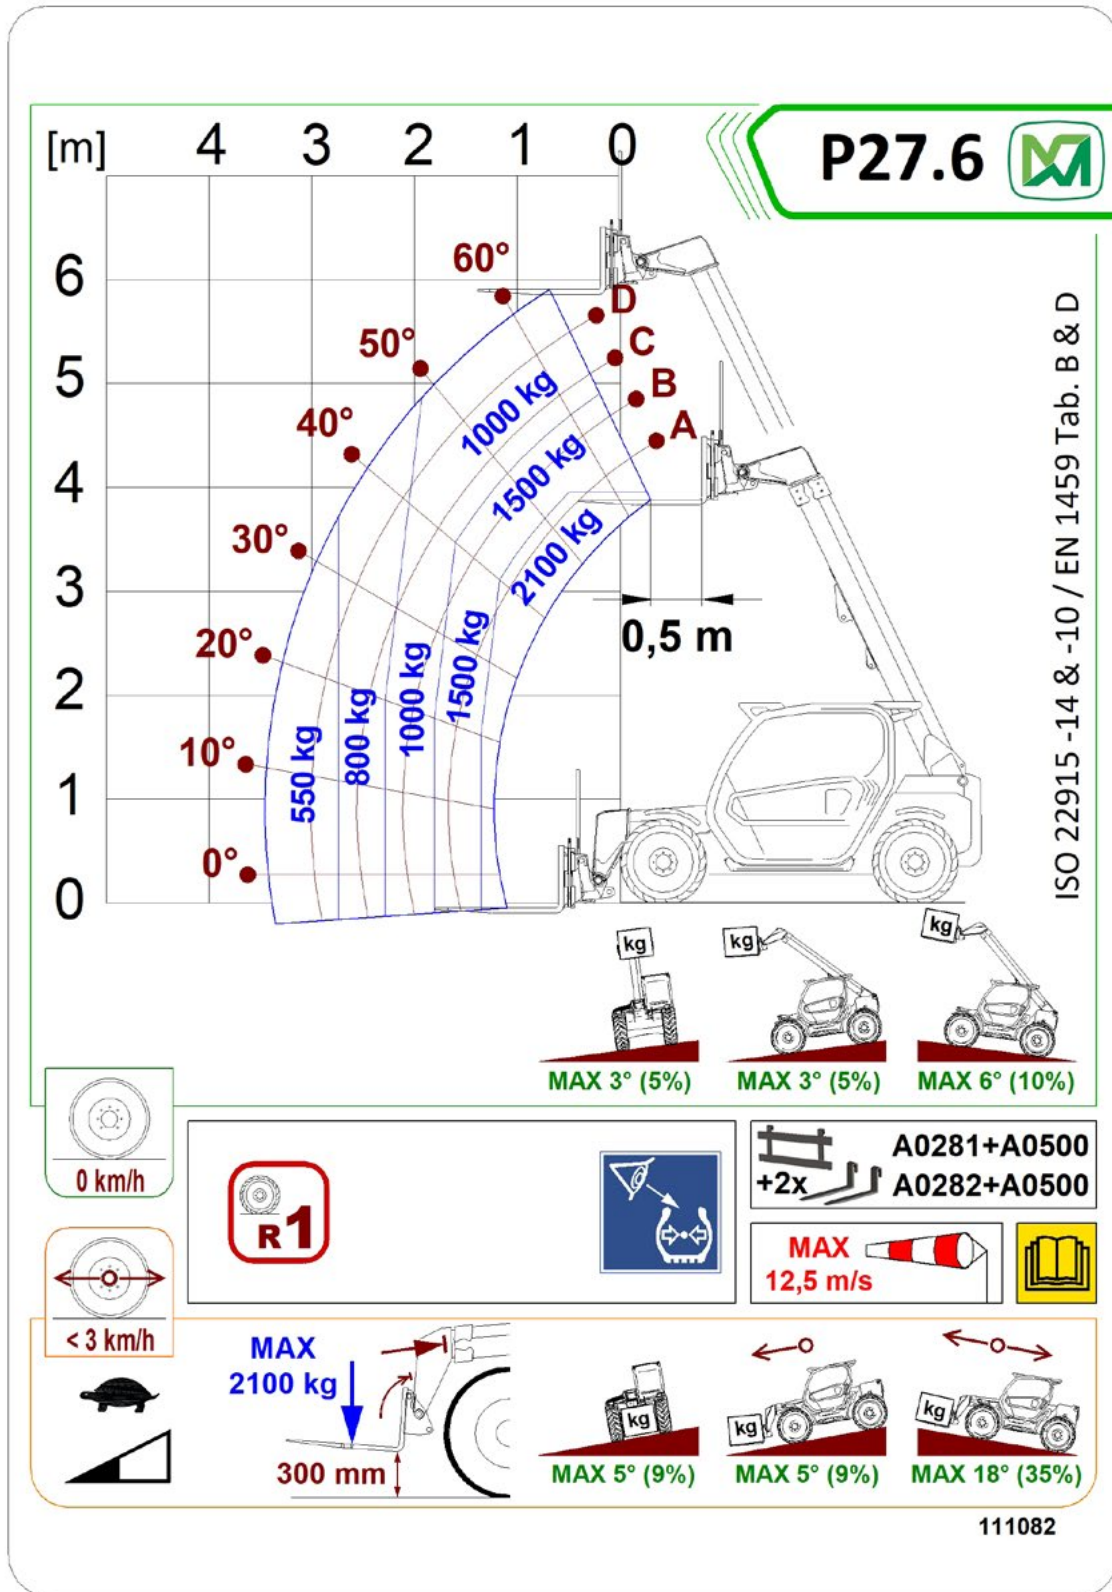 P27.6
[m] 4 3 2 1 0
6
5
4
3
2
1
0
60°
50°
40°
30°
20°
10°
0°
D
C
B
A
1000 kg
1500 kg
2100 kg
550 kg
800 kg
1000 kg
1500 kg
0,5 m
ISO 22915 -14 & -10 / EN 1459 Tab. B & D
kg
kg
kg
MAX 3° (5%)
MAX 3° (5%)
MAX 6° (10%)
0 km/h
R1
+2x
A0281+A0500
A0282+A0500
MAX
12,5 m/s
< 3 km/h
MAX
2100 kg
300 mm
kg
kg
kg
MAX 5° (9%)
MAX 5° (9%)
MAX 18° (35%)
111082